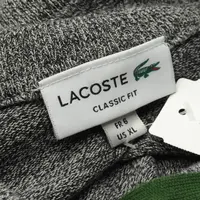 LACOSTE
CLASSIC FIT
FR 6
US XL